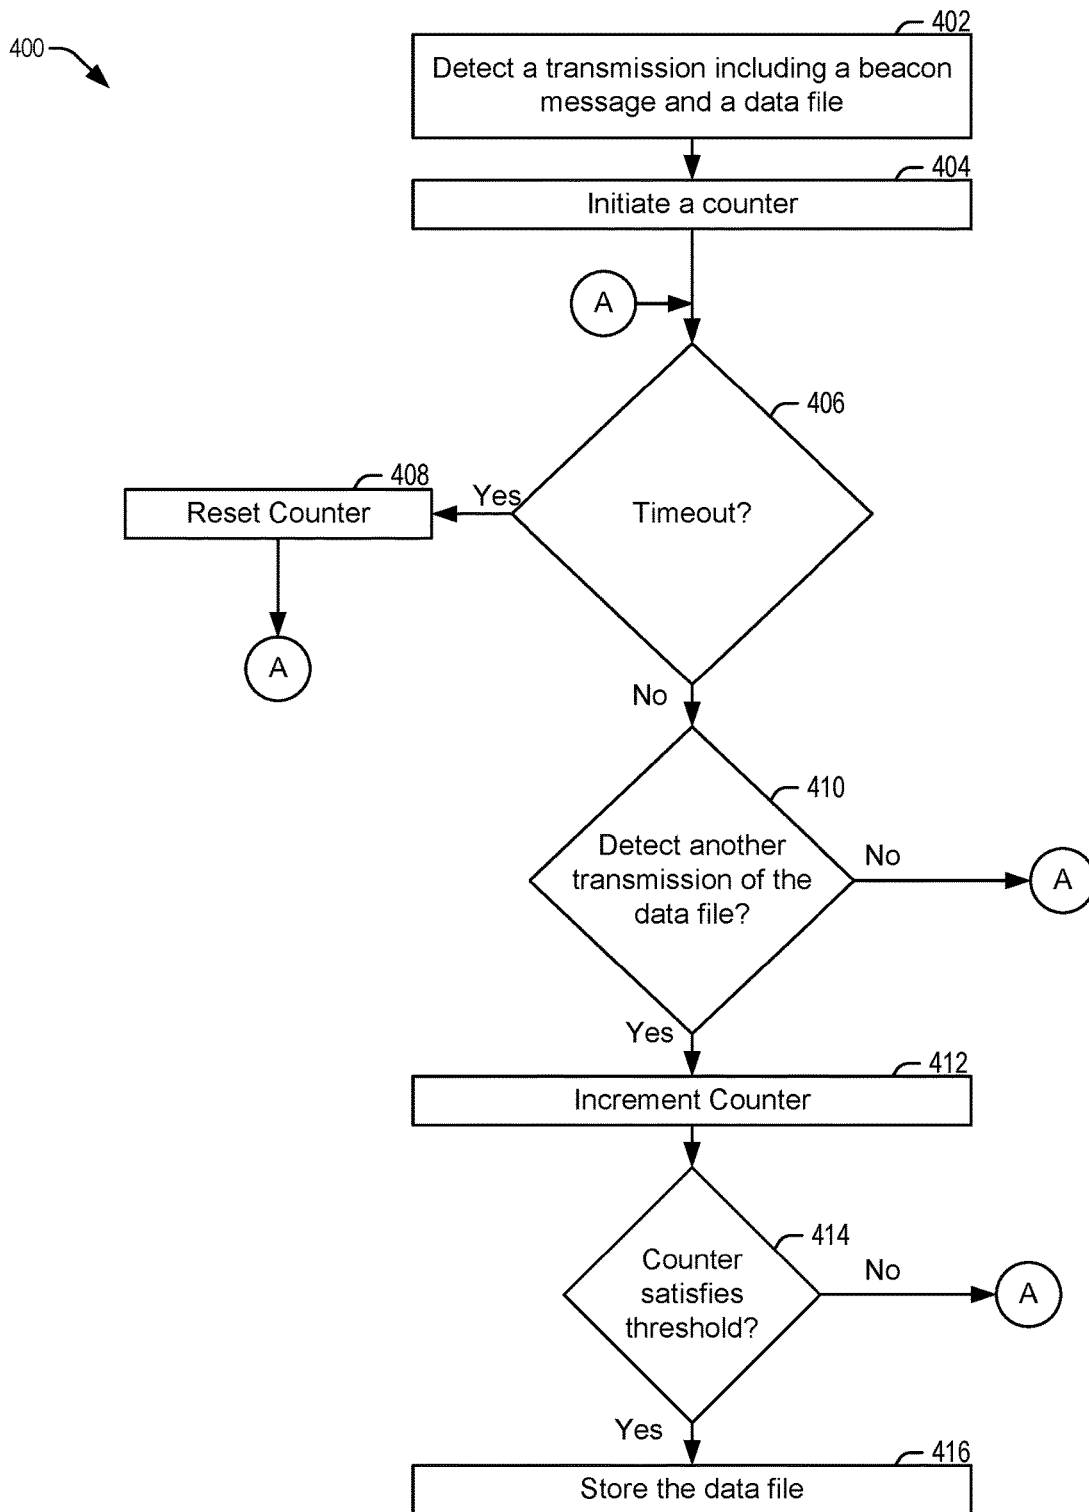 400
402
Detect a transmission including a beacon
message and a data file
404
Initiate a counter
A
406
Timeout?
Yes
408
Reset Counter
A
No
410
Detect another
transmission of the
data file?
No
A
Yes
412
Increment Counter
414
Counter
satisfies
threshold?
No
A
Yes
416
Store the data file